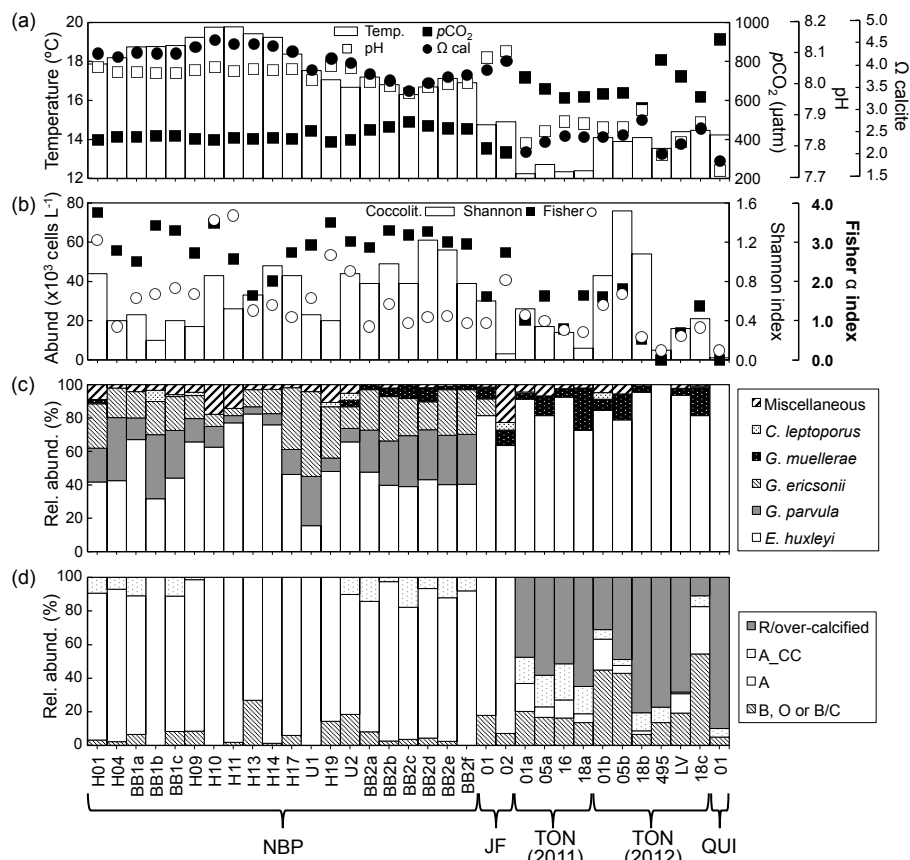 (a)
20
18
16
14
12
Temperature (ºC)
Temp.
pCO2
pH
Ω cal
1000
800
600
400
200
pCO2 (µatm)
8.2
8.1
8.0
7.9
7.8
7.7
pH
5.0
4.5
4.0
3.5
3.0
2.5
2.0
1.5
Ω calcite
(b)
80
60
40
20
0
Abund (x10³ cells L⁻¹)
Coccolit.
Shannon
Fisher
1.6
1.2
0.8
0.4
0.0
Shannon index
4.0
3.0
2.0
1.0
0.0
Fisher α index
(c)
100
80
60
40
20
0
Rel. abund. (%)
Miscellaneous
C. leptoporus
G. muellerae
G. ericsonii
G. parvula
E. huxleyi
(d)
100
80
60
40
20
0
Rel. abund. (%)
R/over-calcified
A_CC
A
B, O or B/C
H01
H04
BB1a
BB1b
BB1c
H09
H10
H11
H13
H14
H17
U1
H19
U2
BB2a
BB2b
BB2c
BB2d
BB2e
BB2f
01
02
01a
05a
16
18a
01b
05b
18b
495
LV
18c
01
NBP
JF
TON
(2011)
TON
(2012)
QUI